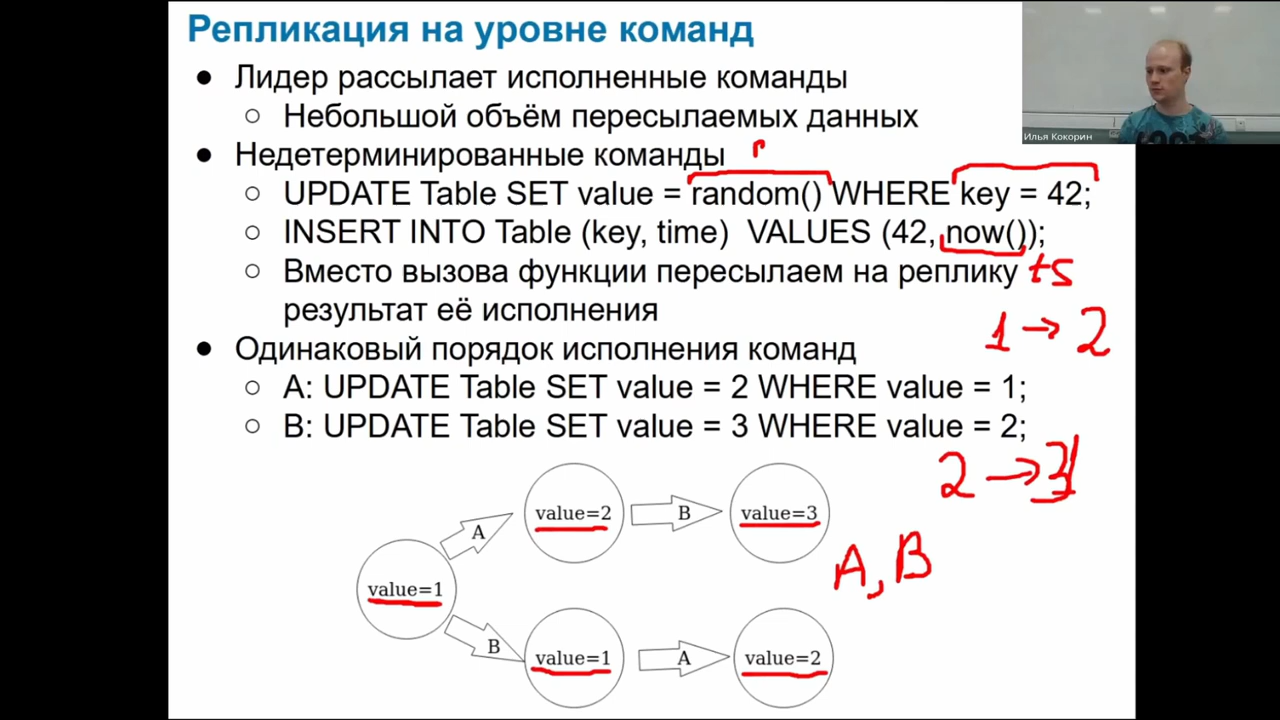 Репликация на уровне команд
Илья Кокорин
● Лидер рассылает исполненные команды
○ Небольшой объём пересылаемых данных
● Недетерминированные команды r
○ UPDATE Table SET value = random() WHERE key = 42;
○ INSERT INTO Table (key, time) VALUES (42, now());
○ Вместо вызова функции пересылаем на реплику ts
результат её исполнения
1 → 2
● Одинаковый порядок исполнения команд
○ A: UPDATE Table SET value = 2 WHERE value = 1;
○ B: UPDATE Table SET value = 3 WHERE value = 2;
2 → 3
value=2 B value=3
A
A, B
value=1
B
value=1 A value=2